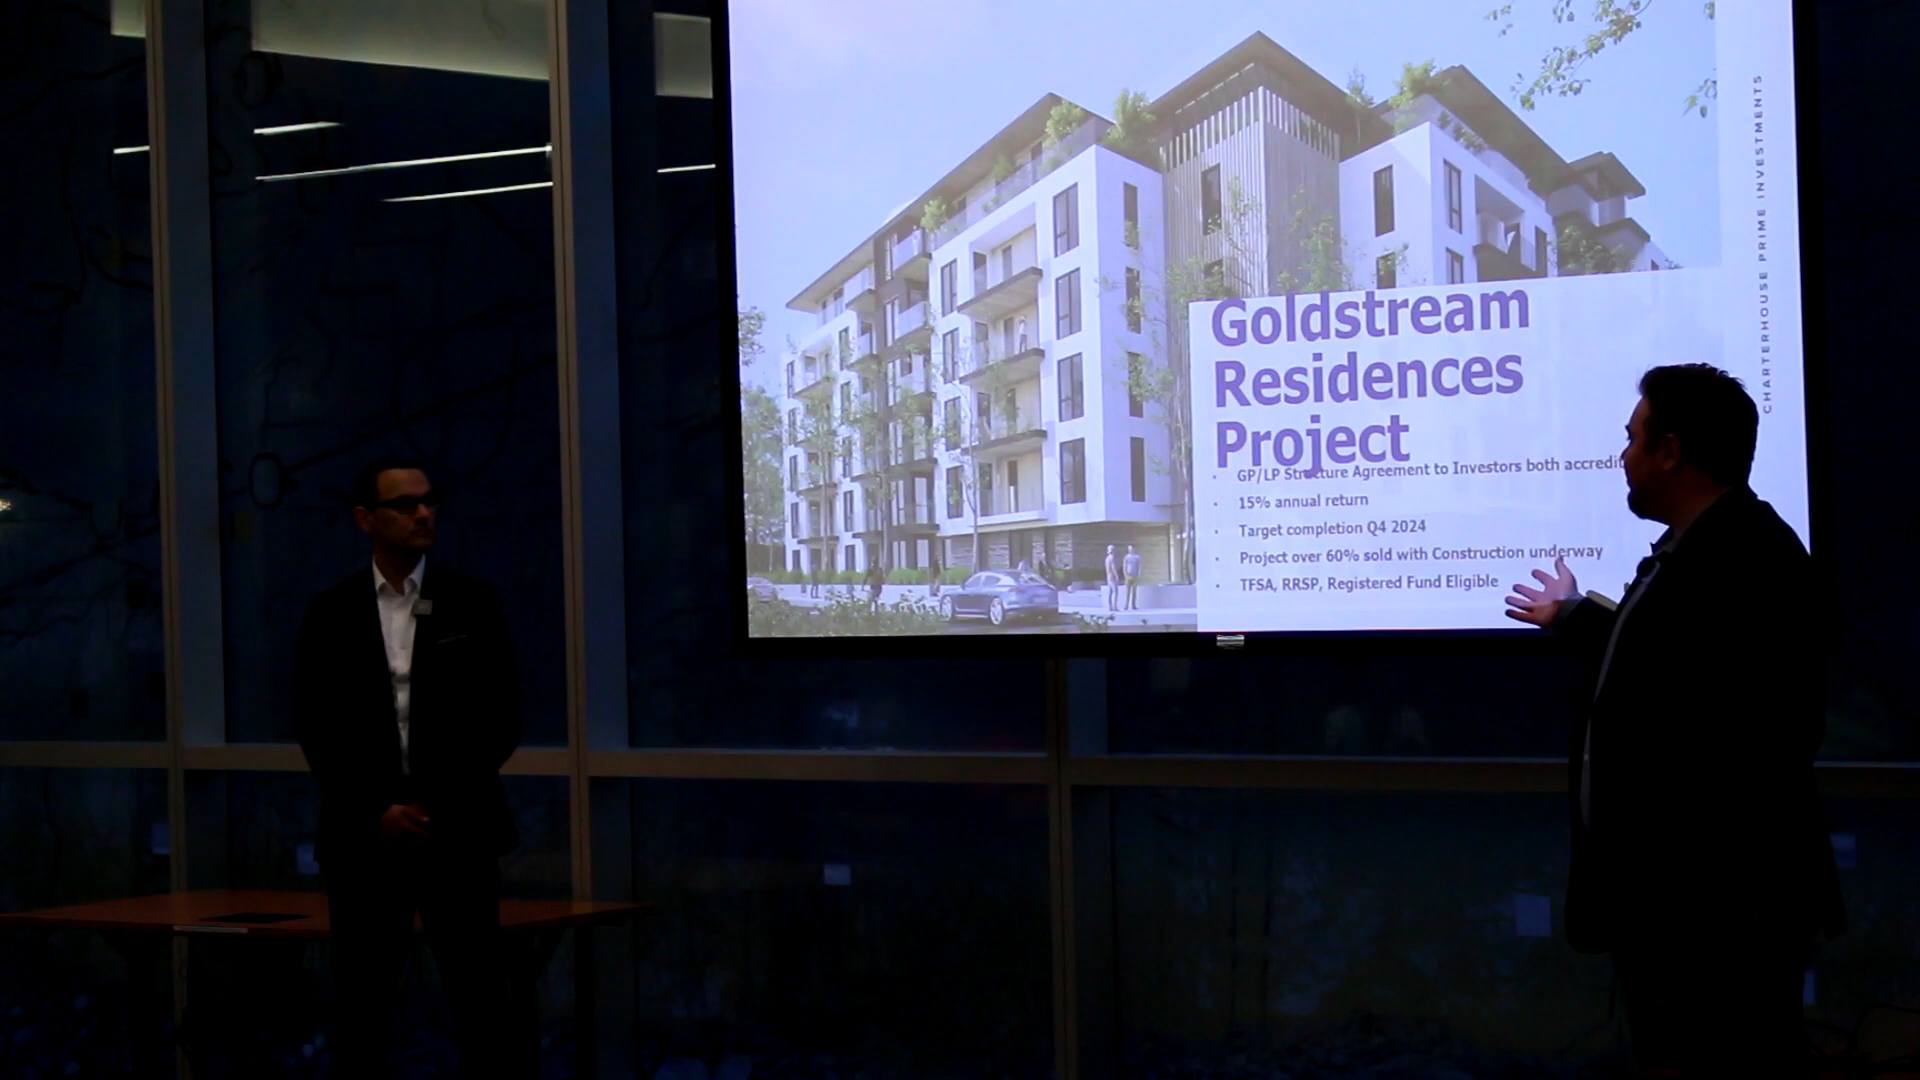 Goldstream
Residences
Project
GP/LP Structure Agreement to Investors both
15% annual return
Target completion Q4 2024
Project over 60% sold with Construction underway
TFSA, RRSP, Registered Fund Eligible
CHARTERHOUSE PRIME INVESTMENTS